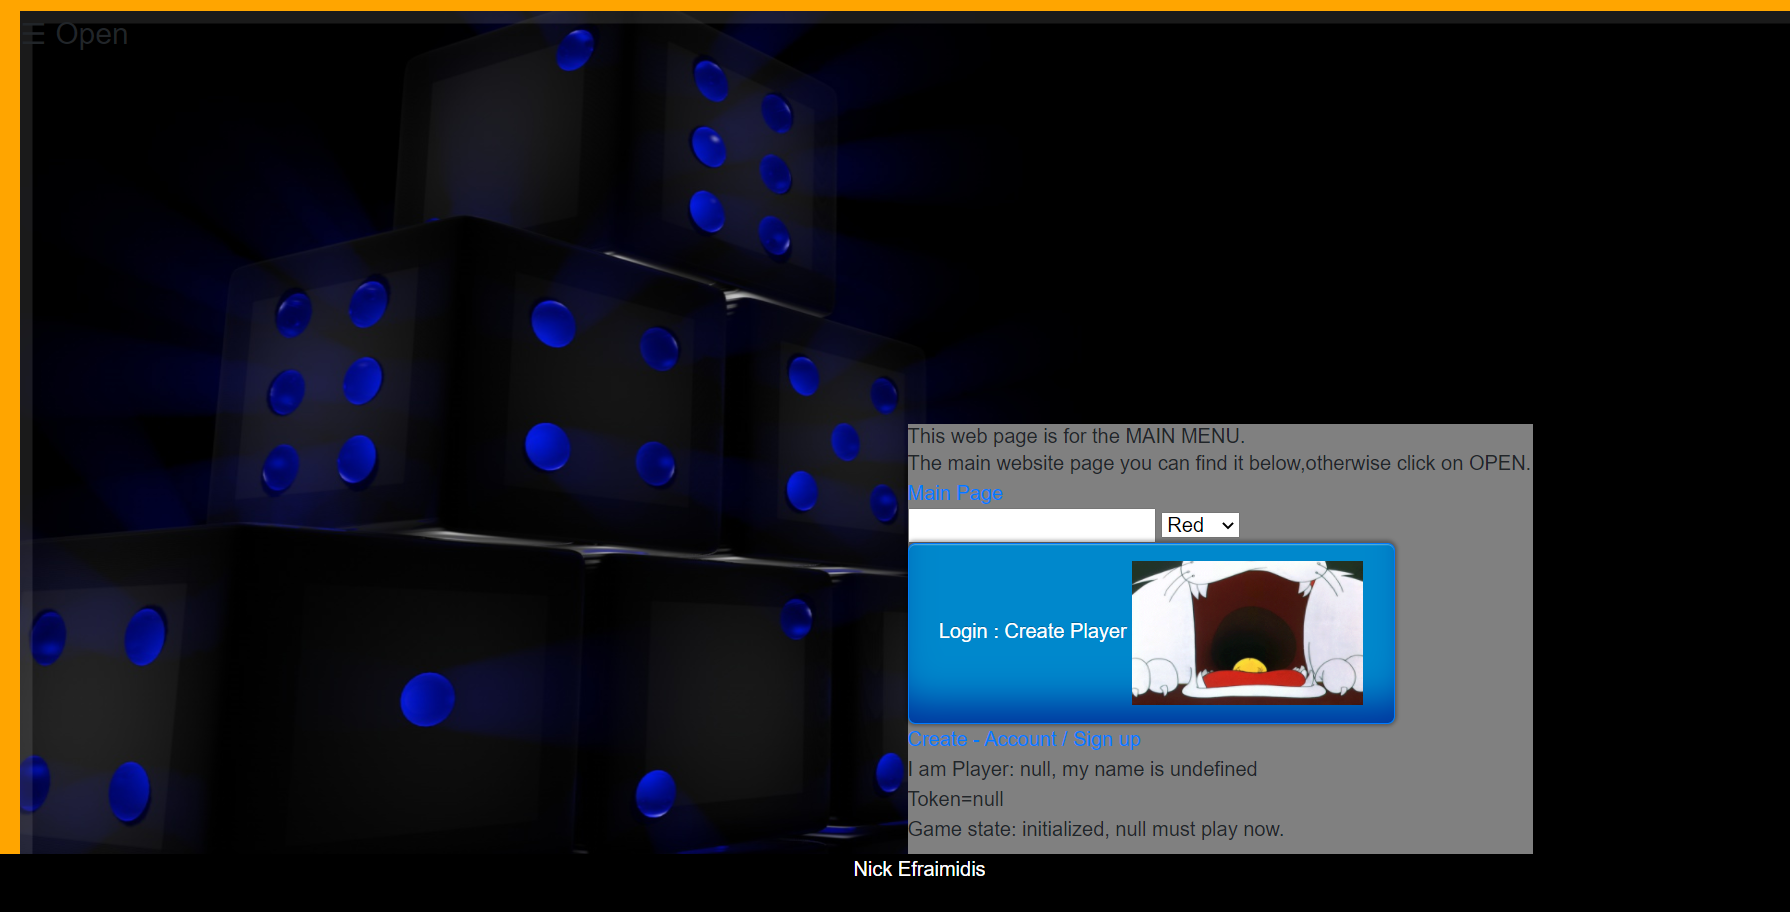 ☰ Open
This web page is for the MAIN MENU.
The main website page you can find it below,otherwise click on OPEN.
Main Page
Red
Login : Create Player
Create - Account / Sign up
I am Player: null, my name is undefined
Token=null
Game state: initialized, null must play now.
Nick Efraimidis